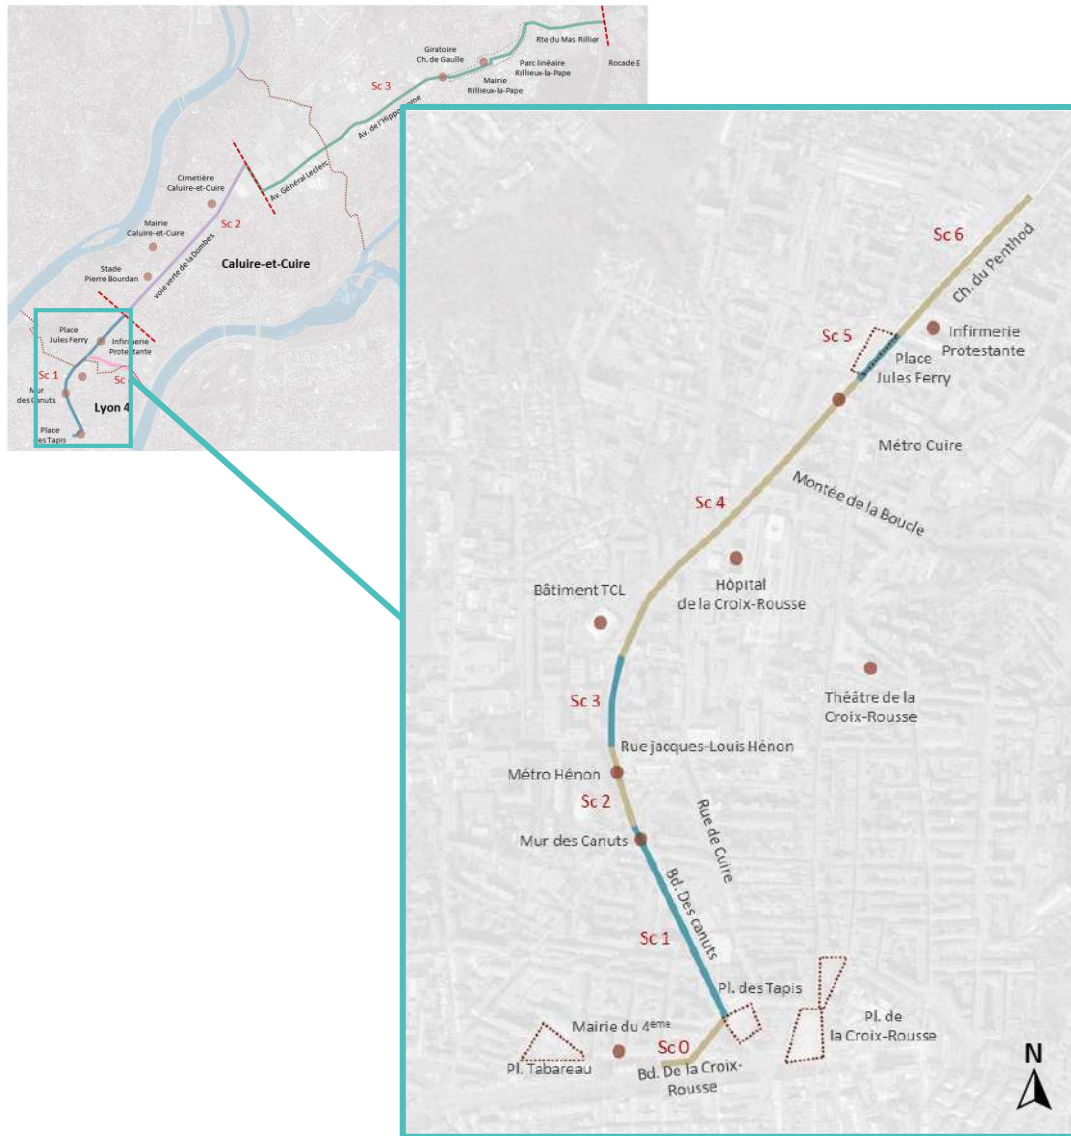 Rte du Mas Rillier
Rocade E
Giratoire
Ch. de Gaulle
Parc linéaire
Rillieux-la-Pape
Mairie
Rillieux-la-Pape
Sc 3
Av. de l'Hippodrome
Av. Général Leclerc
Cimetière
Caluire-et-Cuire
Sc 2
Mairie
Caluire-et-Cuire
Caluire-et-Cuire
voie verte de la Dombes
Stade
Pierre Bourdan
Place
Jules Ferry
Infirmerie
Protestante
Sc 1
Sc
Mur
des Canuts
Lyon 4
Place
des Tapis
Sc 6
Ch. du Penthod
Infirmerie
Protestante
Sc 5
Place
Jules Ferry
Métro Cuire
Montée de la Boucle
Sc 4
Hôpital
de la Croix-Rousse
Bâtiment TCL
Théâtre de la
Croix-Rousse
Sc 3
Rue jacques-Louis Hénon
Métro Hénon
Sc 2
Rue de Cuire
Mur des Canuts
Bd. Des canuts
Sc 1
Pl. des Tapis
Pl. de
la Croix-Rousse
Mairie du 4ème
Sc 0
Pl. Tabareau
Bd. De la Croix-
Rousse
N